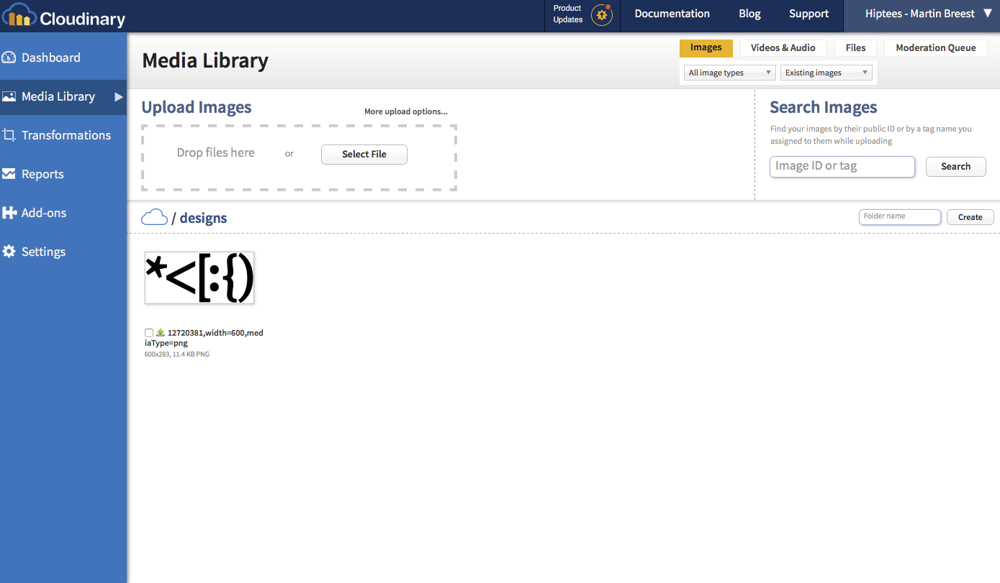 Cloudinary
Product
Updates
Documentation
Blog
Support
Hiptees - Martin Breest
Dashboard
Media Library
Transformations
Reports
Add-ons
Settings
Media Library
Images
Videos & Audio
Files
Moderation Queue
All image types
Existing images
Upload Images
More upload options...
Drop files here
or
Select File
Search Images
Find your images by their public ID or by a tag name you
assigned to them while uploading
Image ID or tag
Search
/ designs
Folder name
Create
*<[:{)
12720381,width=600,med
iaType=png
600x283, 11.4 KB PNG